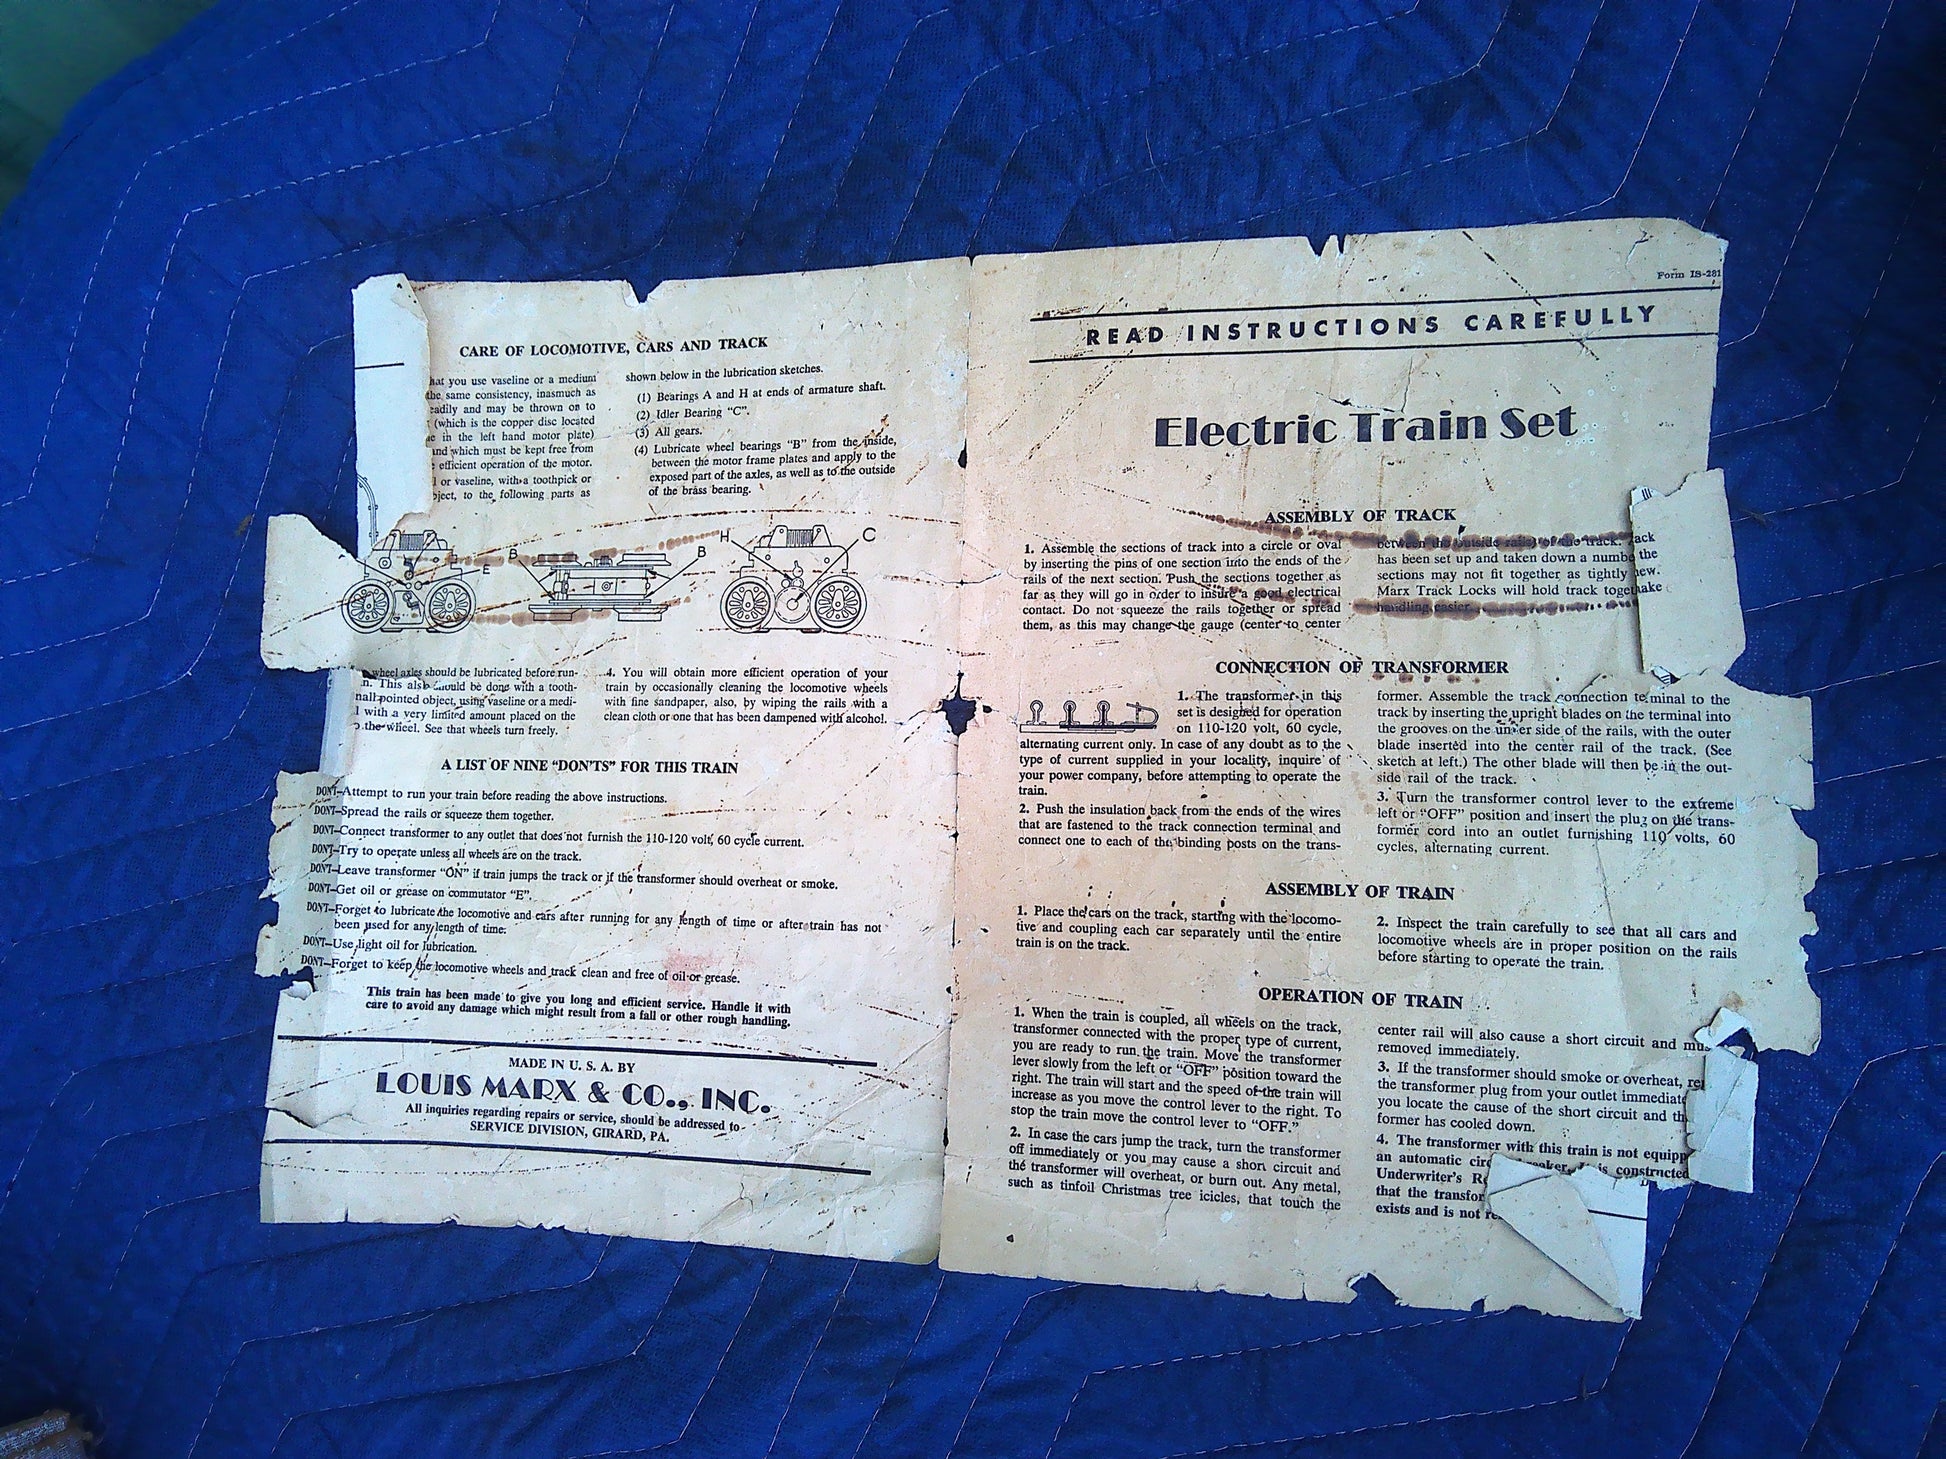 CARE OF LOCOMOTIVE, CARS AND TRACK
you use vaseline or a medium
the same consistency, inasmuch as
and may be thrown on to
(which is the copper disc located
in the left hand motor plate)
and which must be kept free from
efficient operation of the motor.
or vaseline, with a toothpick or
to the following parts as
shown below in the lubrication sketches.
(1) Bearings A and H at ends of armature shaft.
(2) Idler Bearing "C".
(3) All gears.
(4) Lubricate wheel bearings "B" from the inside,
between the motor frame plates and apply to the
exposed part of the axles, as well as to the outside
of the brass bearing.
E
B
B
H
C
wheel axles should be lubricated before run-
This also should be done with a tooth-
pointed object, using vaseline or a medi-
with a very limited amount placed on the
the wheel. See that wheels turn freely.
4. You will obtain more efficient operation of your
train by occasionally cleaning the locomotive wheels
with fine sandpaper, also, by wiping the rails with a
clean cloth or one that has been dampened with alcohol.
A LIST OF NINE "DON'TS" FOR THIS TRAIN
DON'T—Attempt to run your train before reading the above instructions.
DON'T—Spread the rails or squeeze them together.
DON'T—Connect transformer to any outlet that does not furnish the 110-120 volt, 60 cycle current.
DON'T—Try to operate unless all wheels are on the track.
DON'T—Leave transformer "ON" if train jumps the track or if the transformer should overheat or smoke.
DON'T—Get oil or grease on commutator "E".
DON'T—Forget to lubricate the locomotive and cars after running for any length of time or after train has not
been used for any length of time.
DON'T—Use light oil for lubrication.
DON'T—Forget to keep the locomotive wheels and track clean and free of oil or grease.
This train has been made to give you long and efficient service. Handle it with
care to avoid any damage which might result from a fall or other rough handling.
MADE IN U. S. A. BY
LOUIS MARX & CO., INC.
All inquiries regarding repairs or service, should be addressed to
SERVICE DIVISION, GIRARD, PA.
Form IS-281
READ INSTRUCTIONS CAREFULLY
Electric Train Set
ASSEMBLY OF TRACK
1. Assemble the sections of track into a circle or oval
by inserting the pins of one section into the ends of the
rails of the next section. Push the sections together as
far as they will go in order to insure a good electrical
contact. Do not squeeze the rails together or spread
them, as this may change the gauge (center to center
between the outside rails) of the track.
has been set up and taken down a the
sections may not fit together as tightly
Marx Track Locks will hold track
handling easier.
CONNECTION OF TRANSFORMER
1. The transformer in this
set is designed for operation
on 110-120 volt, 60 cycle,
alternating current only. In case of any doubt as to the
type of current supplied in your locality, inquire of
your power company, before attempting to operate the
train.
2. Push the insulation back from the ends of the wires
that are fastened to the track connection terminal and
connect one to each of the binding posts on the trans-
former. Assemble the track connection terminal to the
track by inserting the upright blades on the terminal into
the grooves on the under side of the rails, with the outer
blade inserted into the center rail of the track. (See
sketch at left.) The other blade will then be in the out-
side rail of the track.
3. Turn the transformer control lever to the extreme
left or "OFF" position and insert the plug on the trans-
former cord into an outlet furnishing 110 volts, 60
cycles, alternating current.
ASSEMBLY OF TRAIN
1. Place the cars on the track, starting with the locomo-
tive and coupling each car separately until the entire
train is on the track.
2. Inspect the train carefully to see that all cars and
locomotive wheels are in proper position on the rails
before starting to operate the train.
OPERATION OF TRAIN
1. When the train is coupled, all wheels on the track,
transformer connected with the proper type of current,
you are ready to run the train. Move the transformer
lever slowly from the left or "OFF" position toward the
right. The train will start and the speed of the train will
increase as you move the control lever to the right. To
stop the train move the control lever to "OFF."
2. In case the cars jump the track, turn the transformer
off immediately or you may cause a short circuit and
the transformer will overheat, or burn out. Any metal,
such as tinfoil Christmas tree icicles, that touch the
center rail will also cause a short circuit and
removed immediately.
3. If the transformer should smoke or overheat,
the transformer plug from your outlet
you locate the cause of the short circuit and
former has cooled down.
4. The transformer with this train is not
an automatic is constructed
Underwriter's
that the
exists and is not